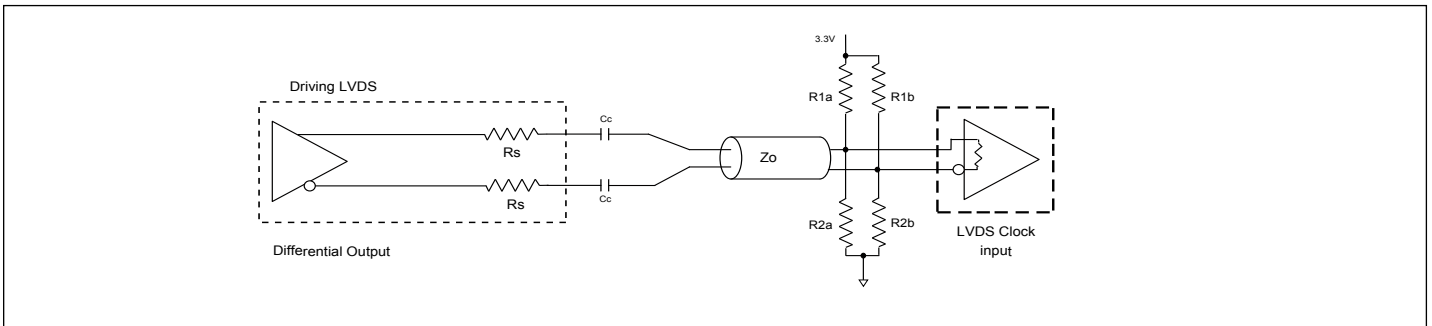 3.3V
Driving LVDS
R1a
R1b
Cc
Rs
Zo
Cc
Rs
R2a
R2b
LVDS Clock
input
Differential Output